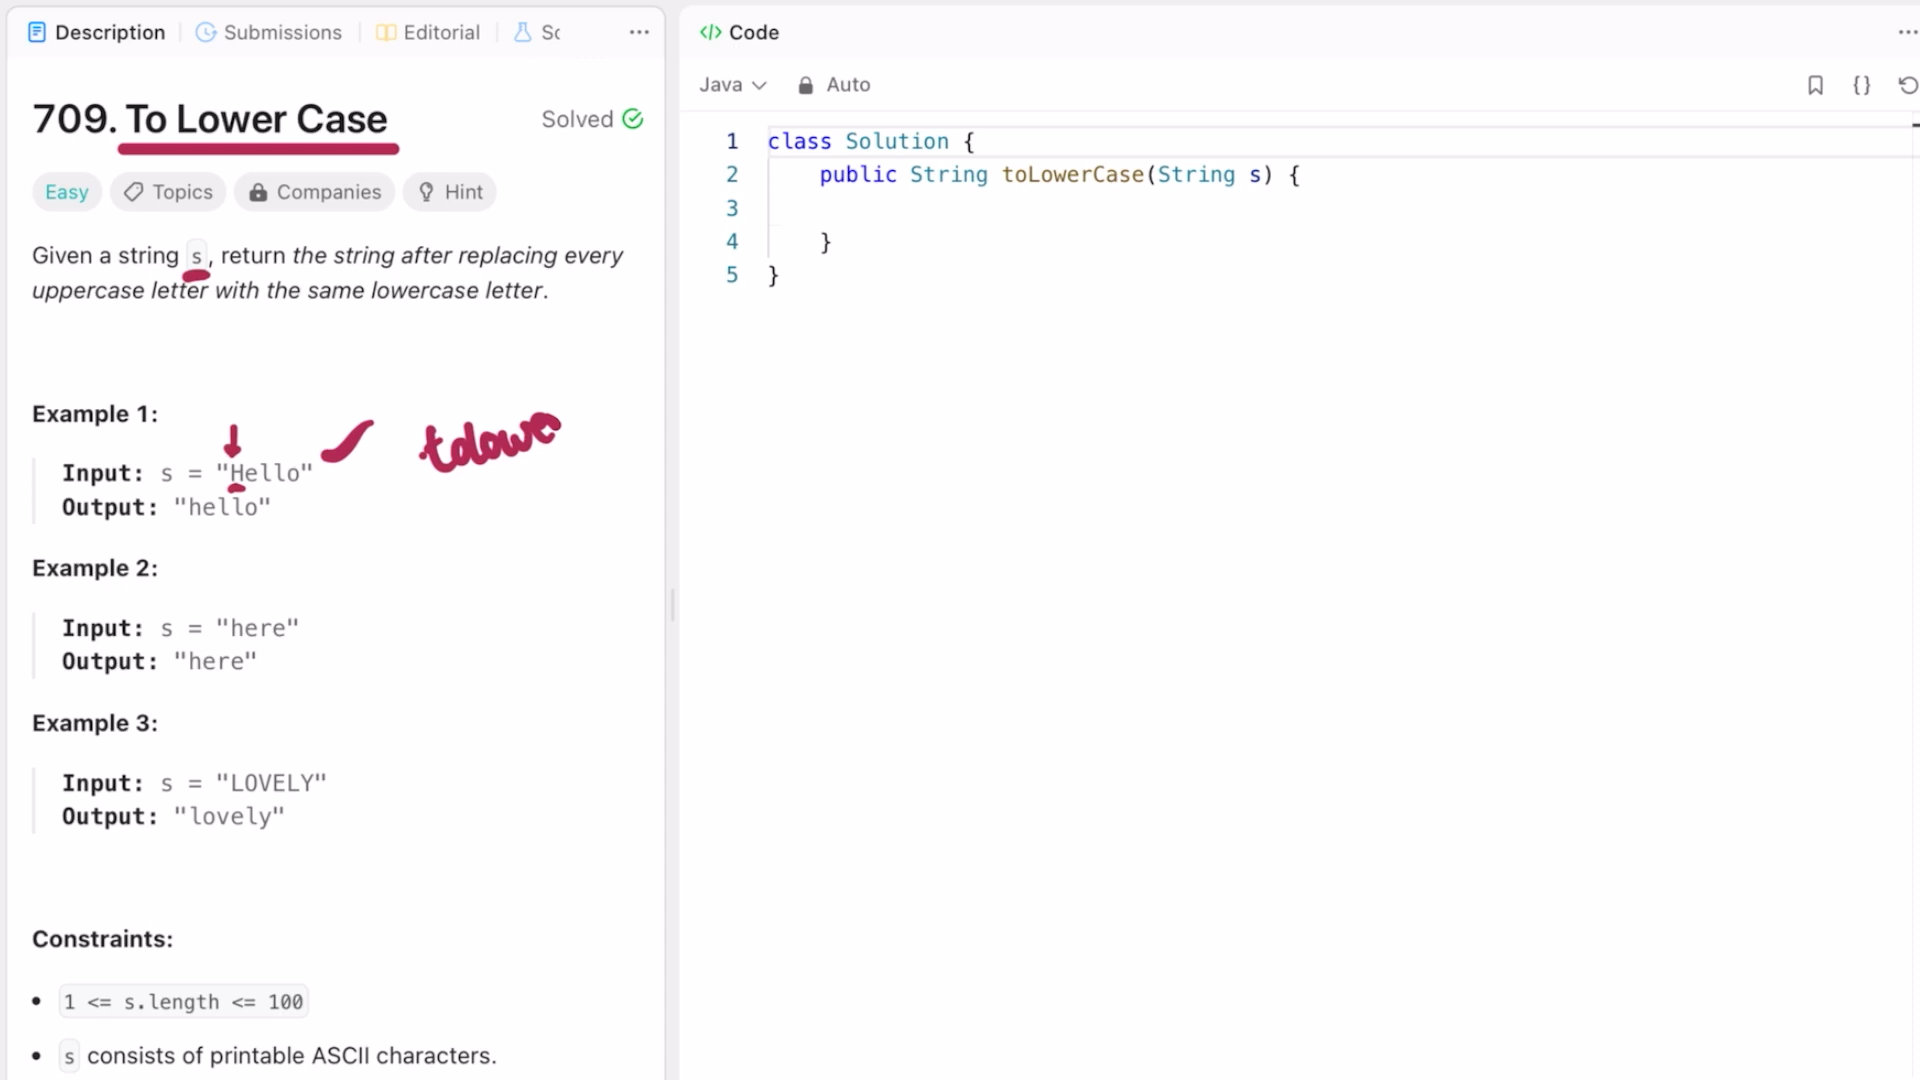 Description Submissions Editorial
Code
Java Auto
709. To Lower Case Solved
Easy Topics Companies Hint
Given a string s, return the string after replacing every
uppercase letter with the same lowercase letter.
Example 1:
tolowe
Input: s = "Hello"
Output: "hello"
Example 2:
Input: s = "here"
Output: "here"
Example 3:
Input: s = "LOVELY"
Output: "lovely"
Constraints:
• 1 <= s.length <= 100
• s consists of printable ASCII characters.
1 class Solution {
2 public String toLowerCase(String s) {
3
4 }
5 }